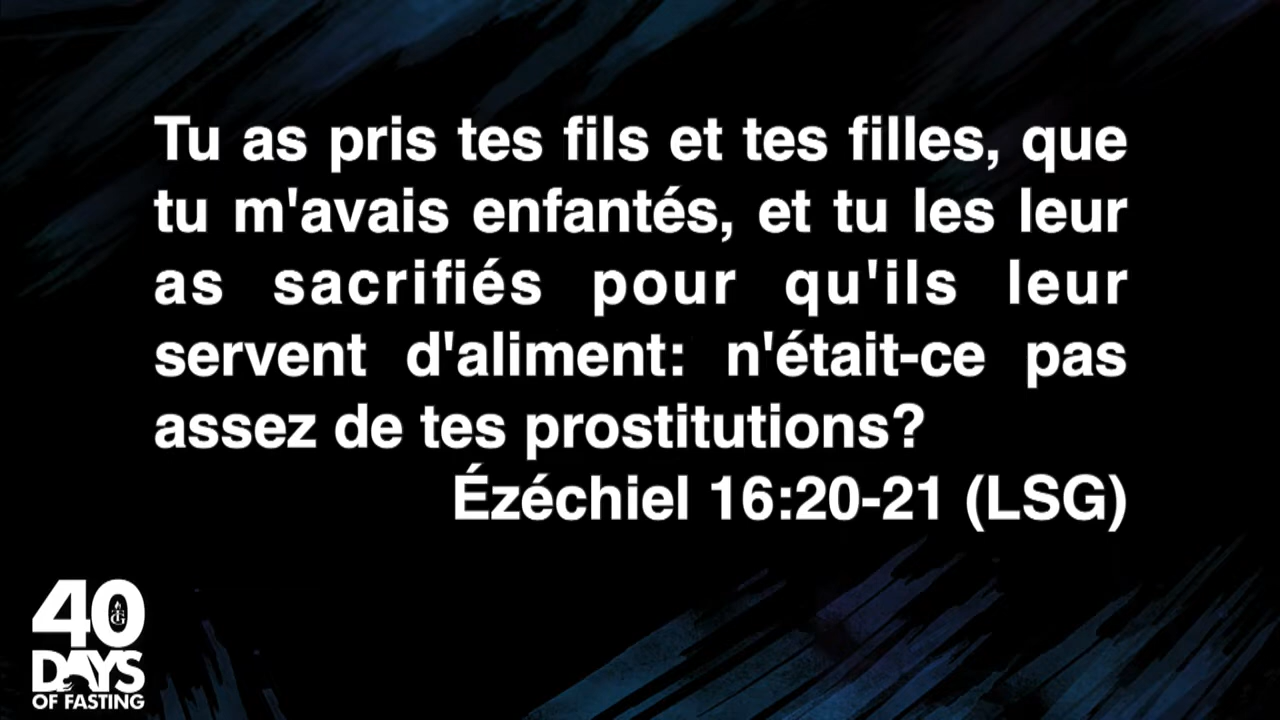 Tu as pris tes fils et tes filles, que
tu m'avais enfantés, et tu les leur
as sacrifiés pour qu'ils leur
servent d'aliment: n'était-ce pas
assez de tes prostitutions?
Ézéchiel 16:20-21 (LSG)
40
DAYS
OF FASTING